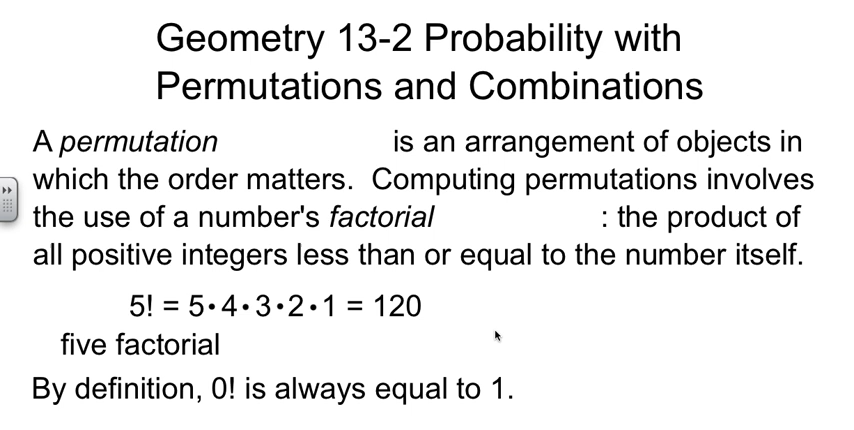 Geometry 13-2 Probability with
Permutations and Combinations
A permutation is an arrangement of objects in
which the order matters. Computing permutations involves
the use of a number's factorial : the product of
all positive integers less than or equal to the number itself.
5! = 5•4•3•2•1 = 120
five factorial
By definition, 0! is always equal to 1.